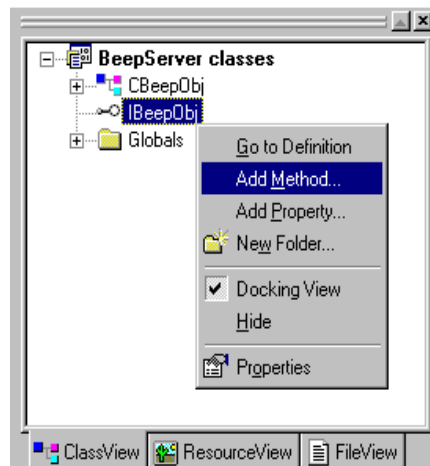 BeepServer classes
CBeepObj
IBeepObj
Globals
Go to Definition
Add Method...
Add Property...
New Folder...
Docking View
Hide
Properties
ClassView ResourceView FileView